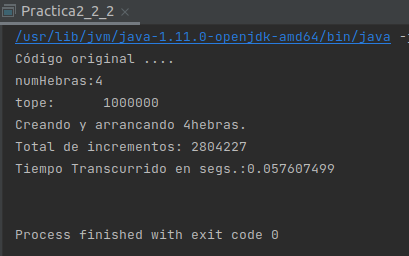 Practica2_2_2 ×
/usr/lib/jvm/java-1.11.0-openjdk-amd64/bin/java -
Código original ....
numHebras:4
tope:      1000000
Creando y arrancando 4hebras.
Total de incrementos: 2804227
Tiempo Transcurrido en segs.:0.057607499
Process finished with exit code 0